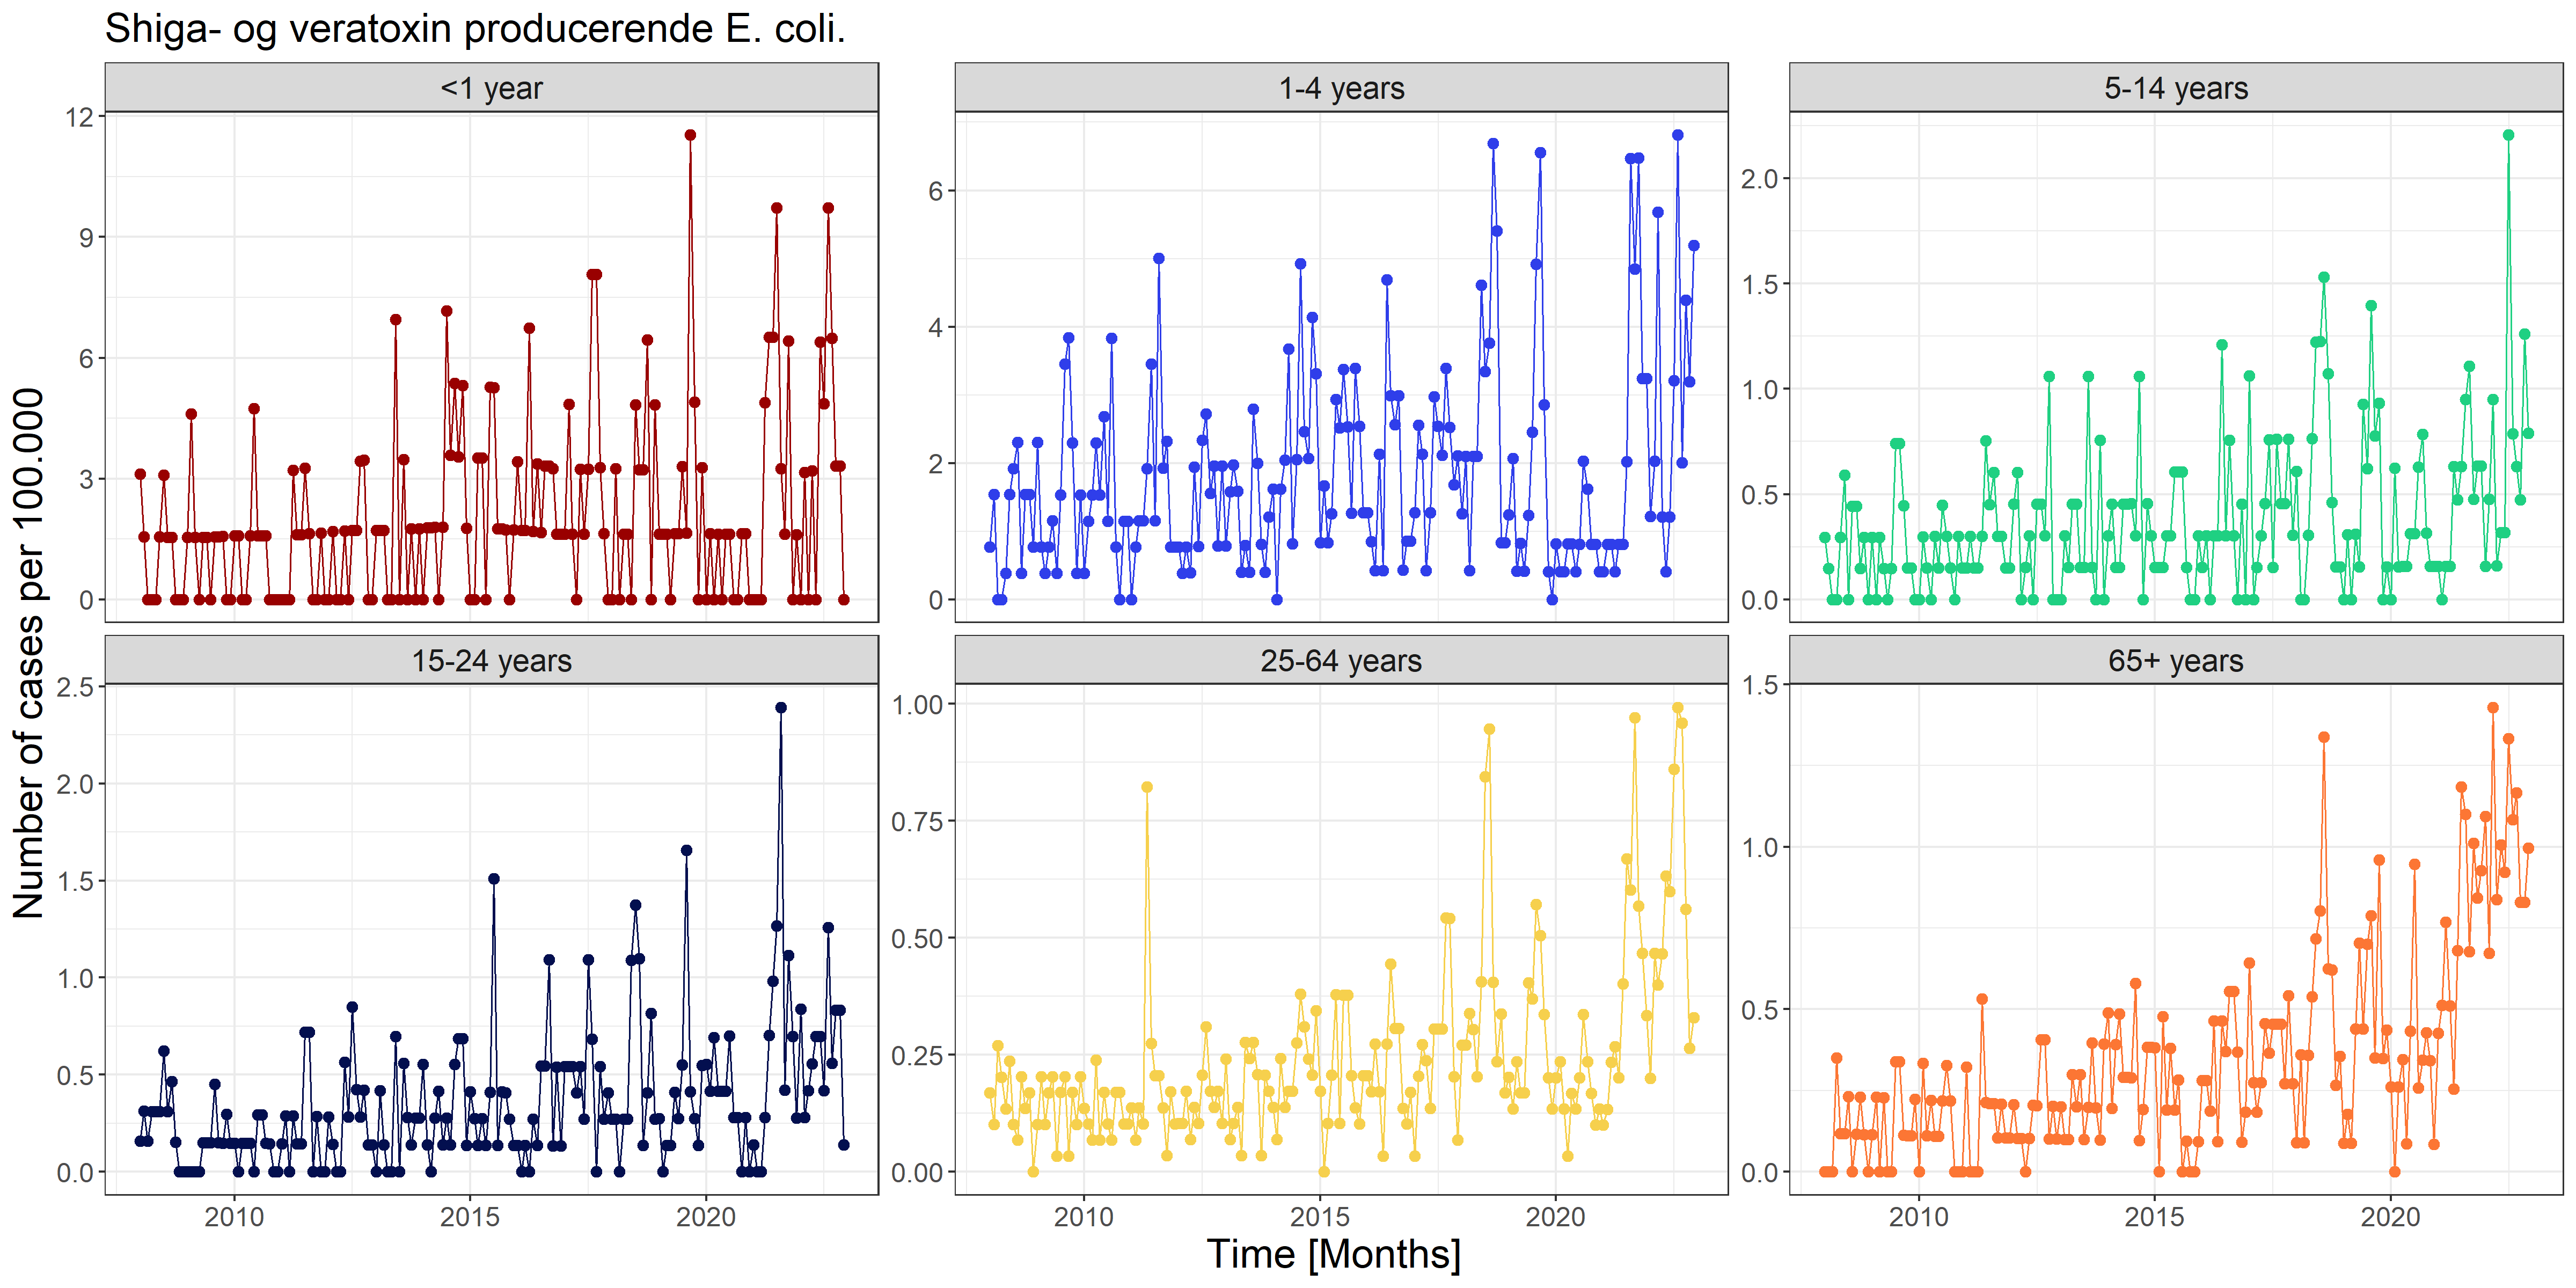 Shiga- og veratoxin producerende E. coli.
<1 year
1-4 years
5-14 years
12
9
6
3
0
6
4
2
0
2.0
1.5
1.0
0.5
0.0
Number of cases per 100.000
15-24 years
25-64 years
65+ years
2.5
2.0
1.5
1.0
0.5
0.0
1.00
0.75
0.50
0.25
0.00
1.5
1.0
0.5
0.0
2010 2015 2020
2010 2015 2020
2010 2015 2020
Time [Months]